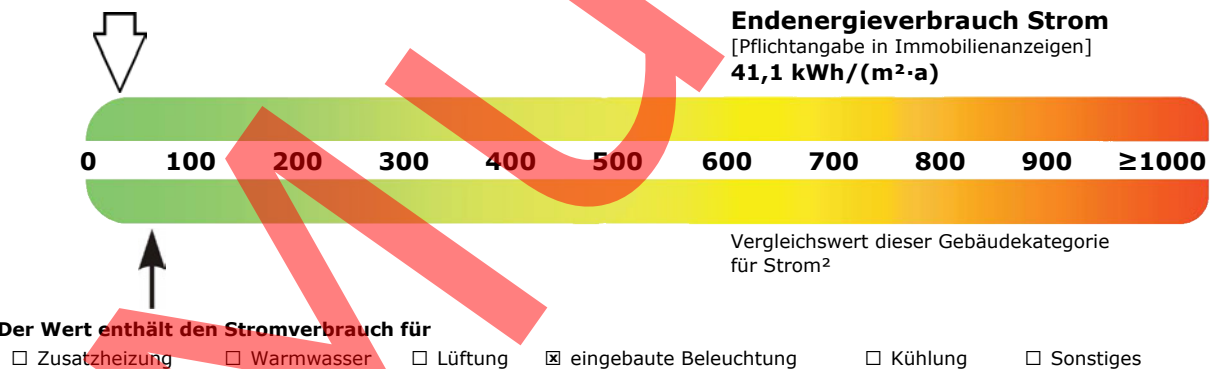 Endenergieverbrauch Strom
[Pflichtangabe in Immobilienanzeigen]
41,1 kWh/(m²·a)
0 100 200 300 400 500 600 700 800 900 ≥1000
Vergleichswert dieser Gebäudekategorie
für Strom²
Der Wert enthält den Stromverbrauch für
☐ Zusatzheizung ☐ Warmwasser ☐ Lüftung ☒ eingebaute Beleuchtung ☐ Kühlung ☐ Sonstiges